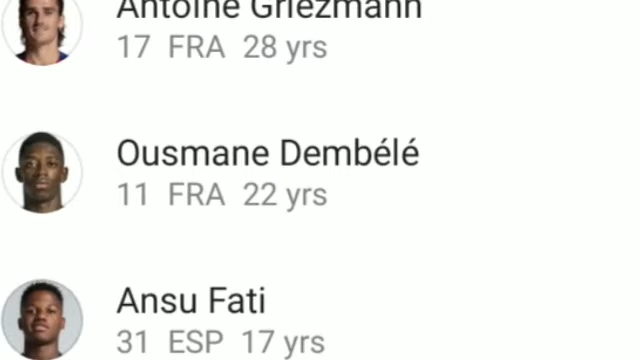 Antoine Griezmann
17 FRA 28 yrs
Ousmane Dembélé
11 FRA 22 yrs
Ansu Fati
31 ESP 17 yrs